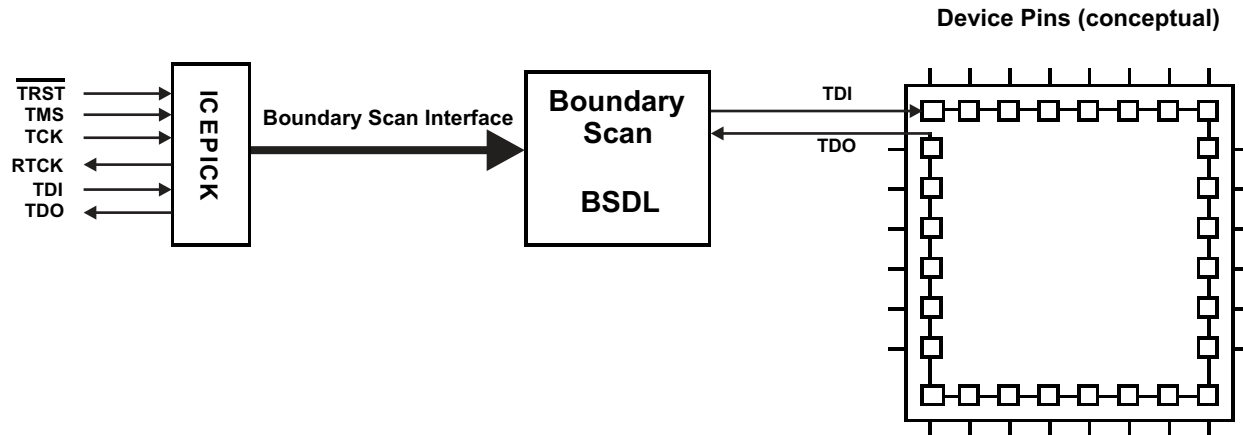 Device Pins (conceptual)
TRST
TMS
TCK
RTCK
TDI
TDO
ICEPICK
Boundary Scan Interface
Boundary
Scan
BSDL
TDI
TDO